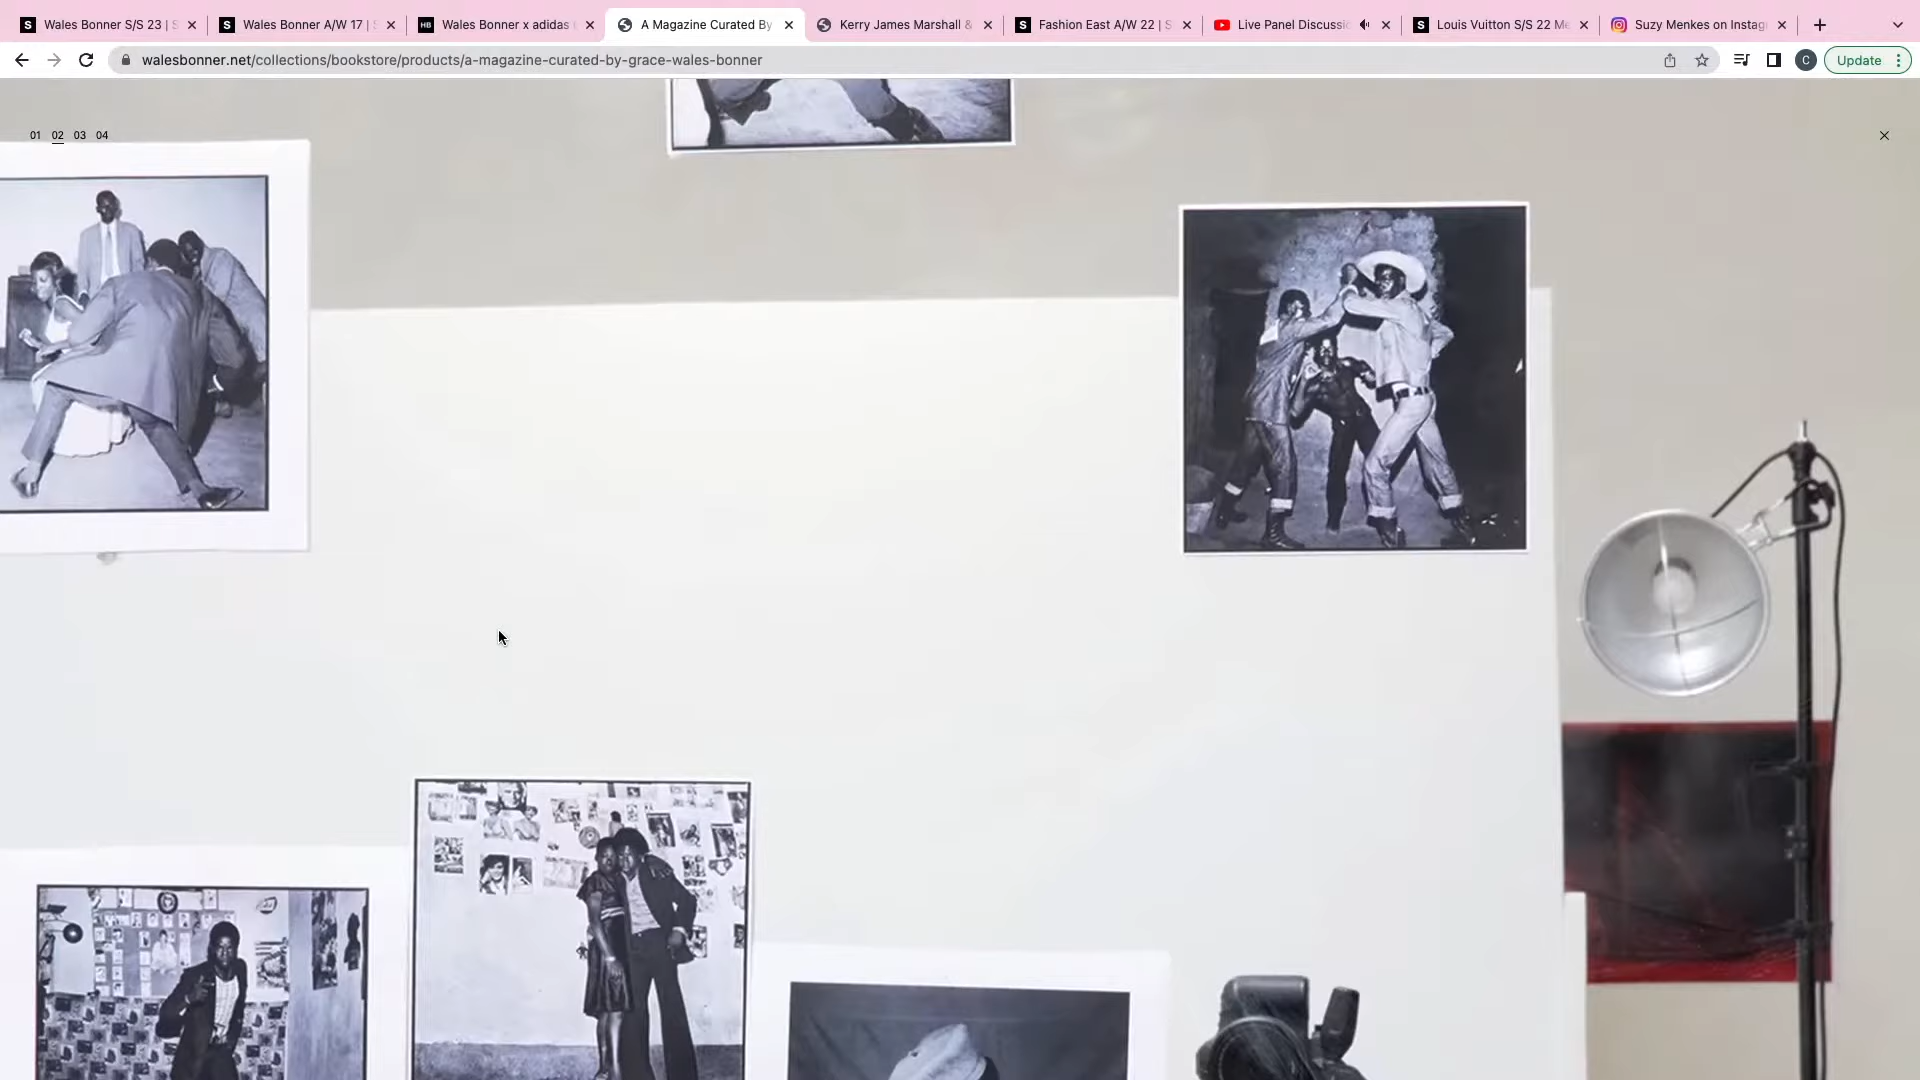 Wales Bonner S/S 23 | S
Wales Bonner A/W 17 | S
HB Wales Bonner x adidas
A Magazine Curated By
Kerry James Marshall &
Fashion East A/W 22 | S
Live Panel Discussi
Louis Vuitton S/S 22 Me
Suzy Menkes on Instag
walesbonner.net/collections/bookstore/products/a-magazine-curated-by-grace-wales-bonner
C
Update
01 02 03 04